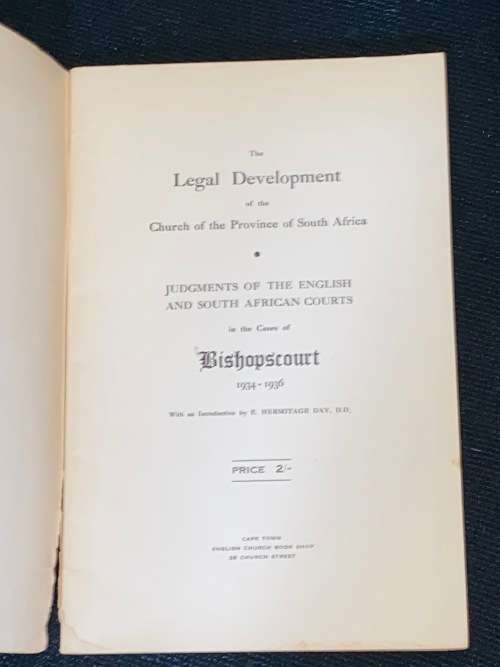 The
Legal Development
of the
Church of the Province of South Africa
JUDGMENTS OF THE ENGLISH
AND SOUTH AFRICAN COURTS
in the Cases of
Bishopscourt
1934-1936
With an Introduction by E. HERMITAGE DAY, D.D.
PRICE 2/-
CAPE TOWN
ENGLISH CHURCH BOOK SHOP
38 CHURCH STREET